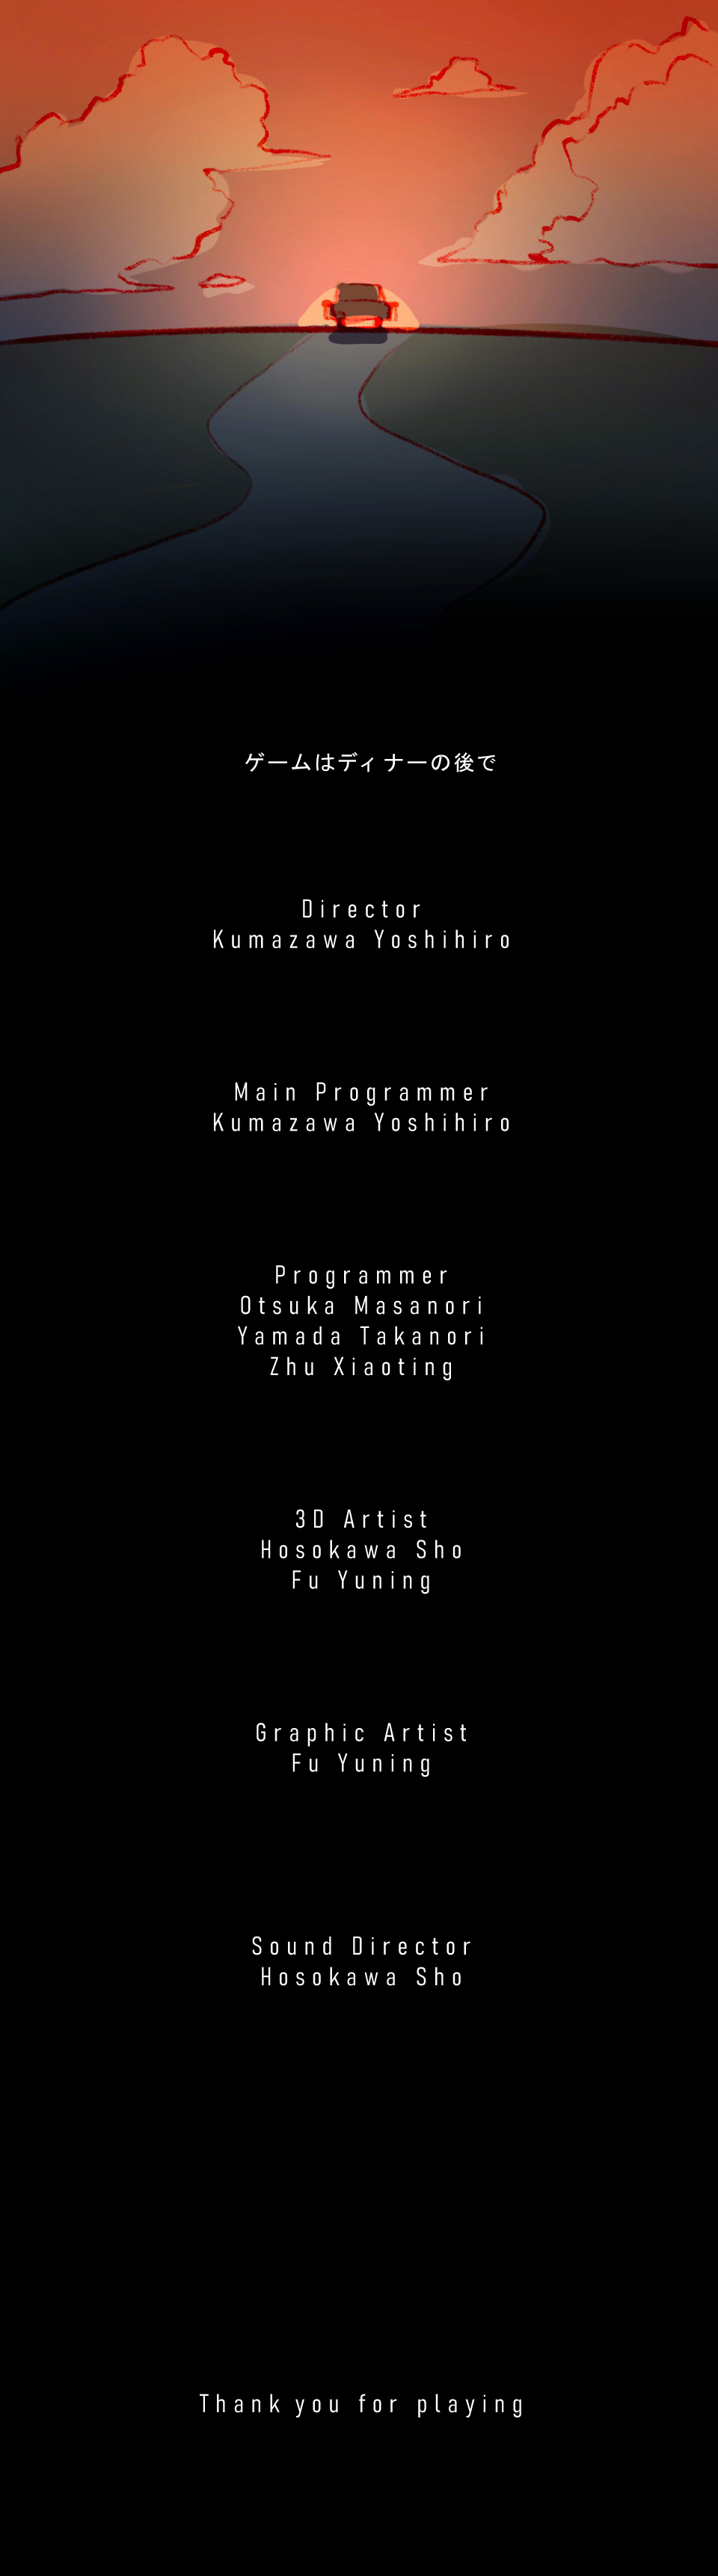 ゲームはディナーの後で
Director
Kumazawa Yoshihiro
Main Programmer
Kumazawa Yoshihiro
Programmer
Otsuka Masanori
Yamada Takanori
Zhu Xiaoting
3D Artist
Hosokawa Sho
Fu Yuning
Graphic Artist
Fu Yuning
Sound Director
Hosokawa Sho
Thank you for playing